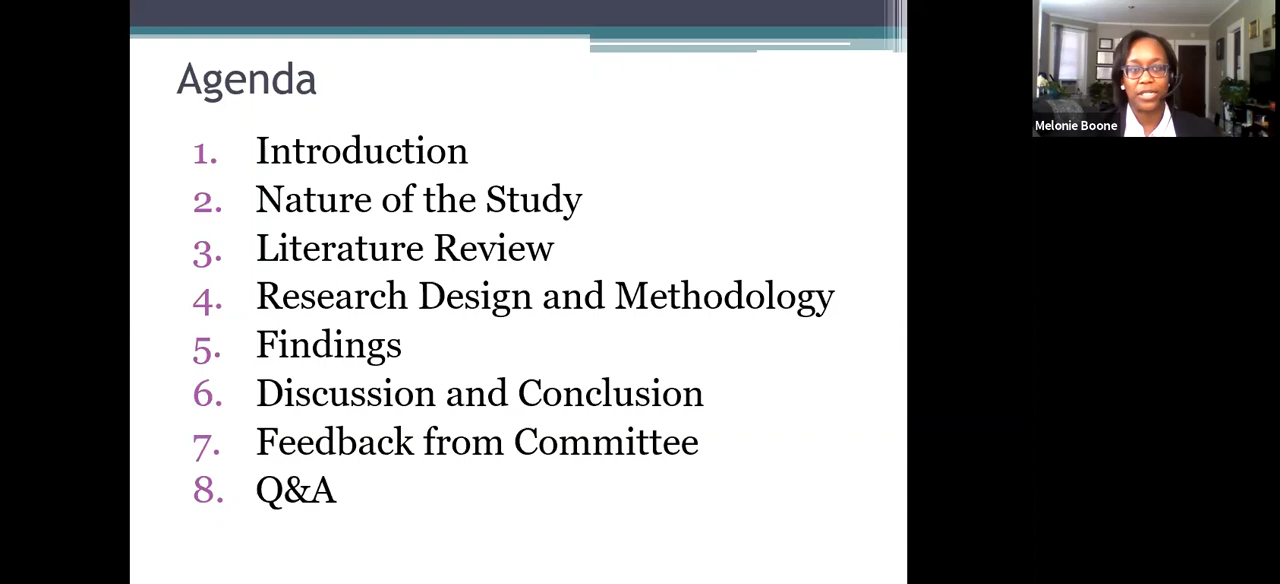 Agenda
1. Introduction
2. Nature of the Study
3. Literature Review
4. Research Design and Methodology
5. Findings
6. Discussion and Conclusion
7. Feedback from Committee
8. Q&A
Melonie Boone